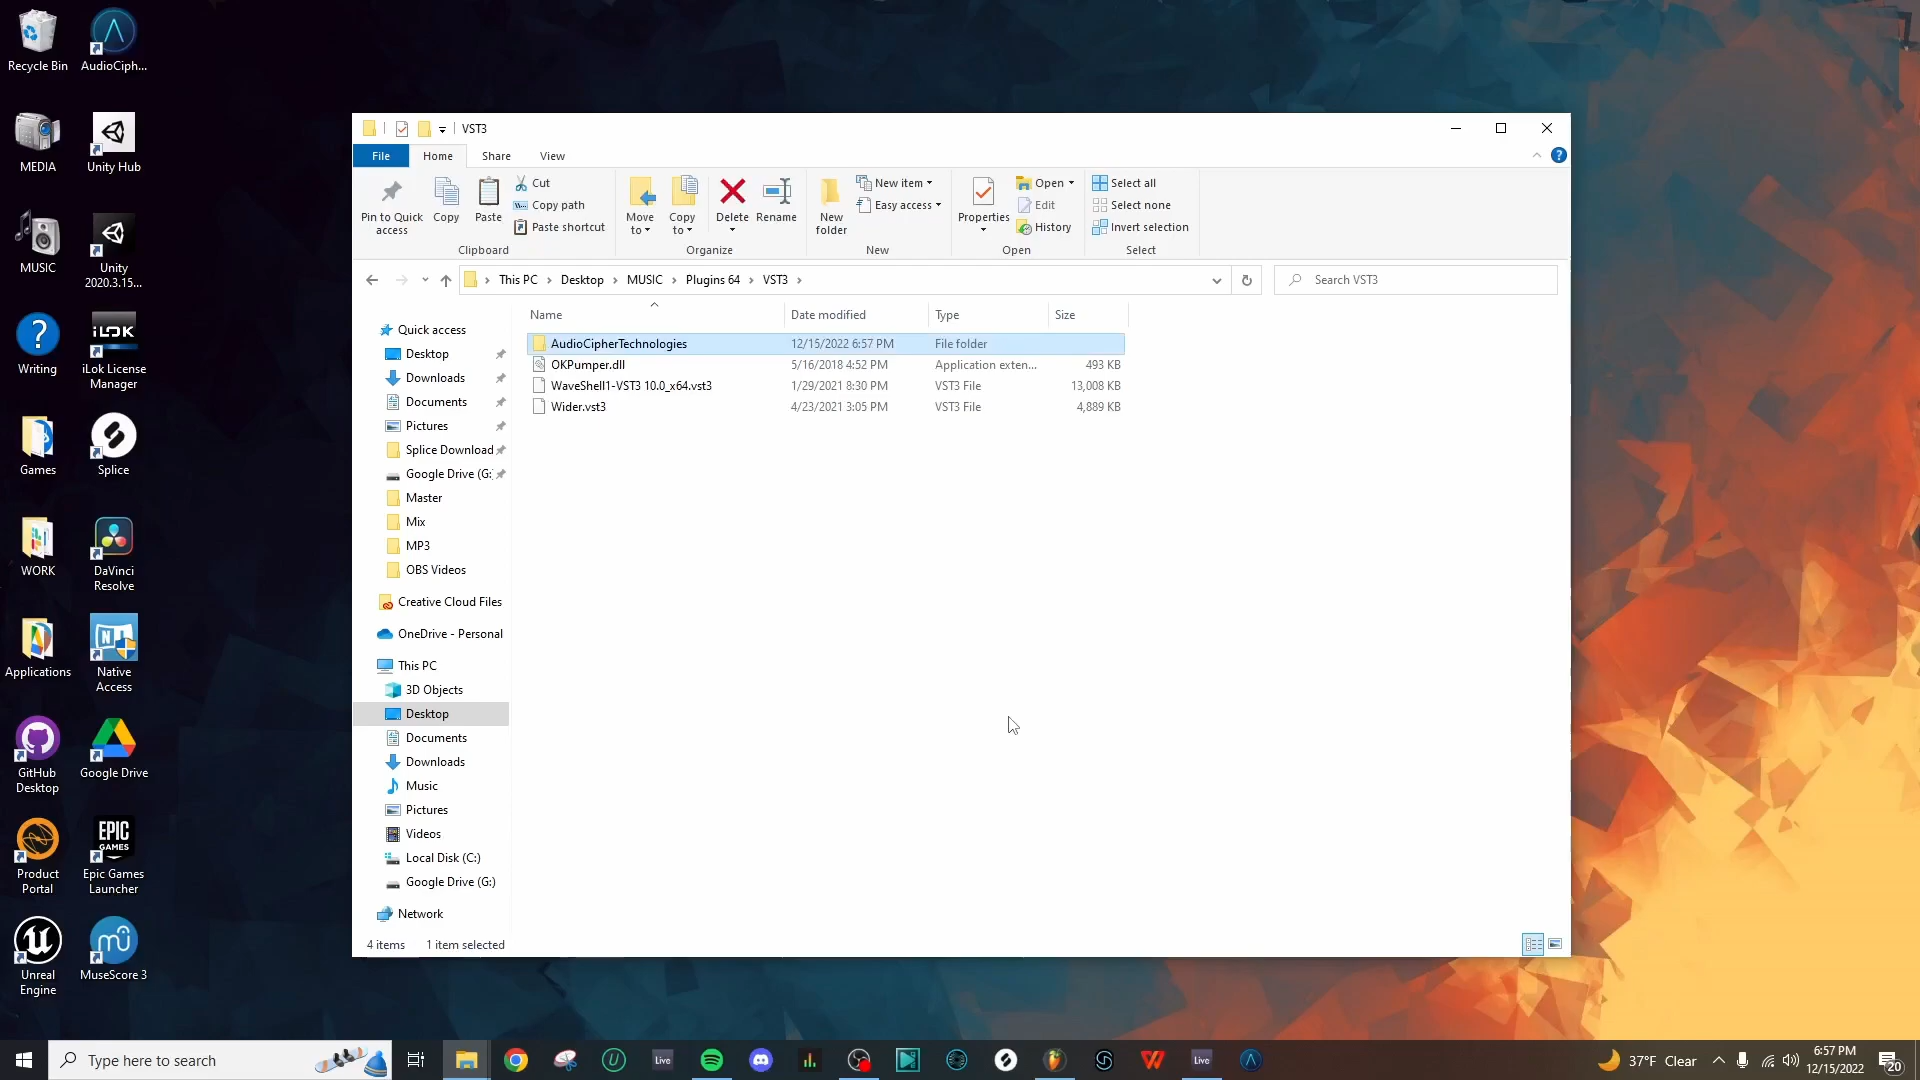 Recycle Bin
AudioCiph...
MEDIA
Unity Hub
MUSIC
Unity
2020.3.15...
Writing
iLOK
iLok License
Manager
Games
Splice
WORK
DaVinci
Resolve
Applications
Native
Access
GitHub
Desktop
Google Drive
Product
Portal
EPIC
GAMES
Epic Games
Launcher
Unreal
Engine
MuseScore 3
VST3
File
Home
Share
View
Pin to Quick
access
Copy
Paste
Cut
Copy path
Paste shortcut
Clipboard
Move
to
Copy
to
Delete
Rename
Organize
New
folder
New item
Easy access
New
Properties
Open
Edit
History
Open
Select all
Select none
Invert selection
Select
This PC > Desktop > MUSIC > Plugins 64 > VST3 >
Search VST3
Name Date modified Type Size
AudioCipherTechnologies 12/15/2022 6:57 PM File folder
OKPumper.dll 5/16/2018 4:52 PM Application exten... 493 KB
WaveShell1-VST3 10.0_x64.vst3 1/29/2021 8:30 PM VST3 File 13,008 KB
Wider.vst3 4/23/2021 3:05 PM VST3 File 4,889 KB
Quick access
Desktop
Downloads
Documents
Pictures
Splice Download
Google Drive (G:
Master
Mix
MP3
OBS Videos
Creative Cloud Files
OneDrive - Personal
This PC
3D Objects
Desktop
Documents
Downloads
Music
Pictures
Videos
Local Disk (C:)
Google Drive (G:)
Network
4 items 1 item selected
Type here to search
Live
Live
37°F Clear
6:57 PM
12/15/2022
20